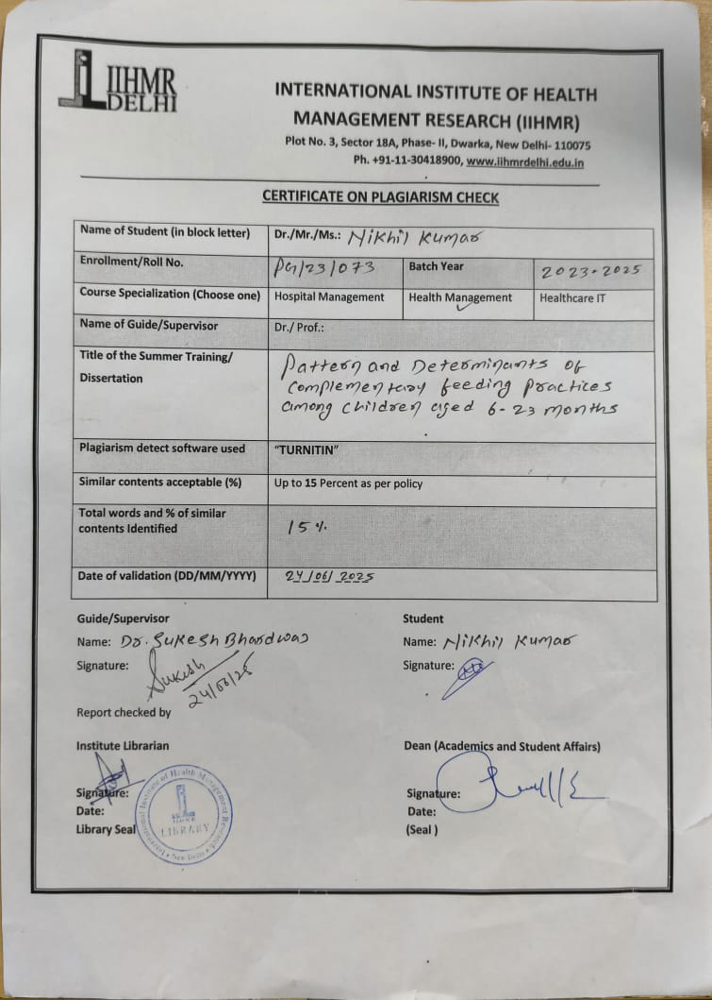 IIHMR
DELHI
INTERNATIONAL INSTITUTE OF HEALTH
MANAGEMENT RESEARCH (IIHMR)
Plot No. 3, Sector 18A, Phase- II, Dwarka, New Delhi- 110075
Ph. +91-11-30418900, www.iihmrdelhi.edu.in
CERTIFICATE ON PLAGIARISM CHECK
Name of Student (in block letter) Dr./Mr./Ms.: Nikhil Kumar
Enrollment/Roll No. PG/23/073 Batch Year 2023-2025
Course Specialization (Choose one) Hospital Management Health Management Healthcare IT
Name of Guide/Supervisor Dr./ Prof.:
Title of the Summer Training/
Dissertation
Pattern and Determinants of
Complementary feeding Practices
among children aged 6-23 months
Plagiarism detect software used "TURNITIN"
Similar contents acceptable (%) Up to 15 Percent as per policy
Total words and % of similar
contents Identified
15%
Date of validation (DD/MM/YYYY) 24/06/2025
Guide/Supervisor
Name: Dr. Sukesh Bhardwaj
Signature: Sukesh
24/06/25
Student
Name: Nikhil Kumar
Signature:
Report checked by
Institute Librarian
Signature:
Date:
Library Seal
International Institute of Health Management Research
IIHMR
LIBRARY
New Delhi
Dean (Academics and Student Affairs)
Signature:
Date:
(Seal )